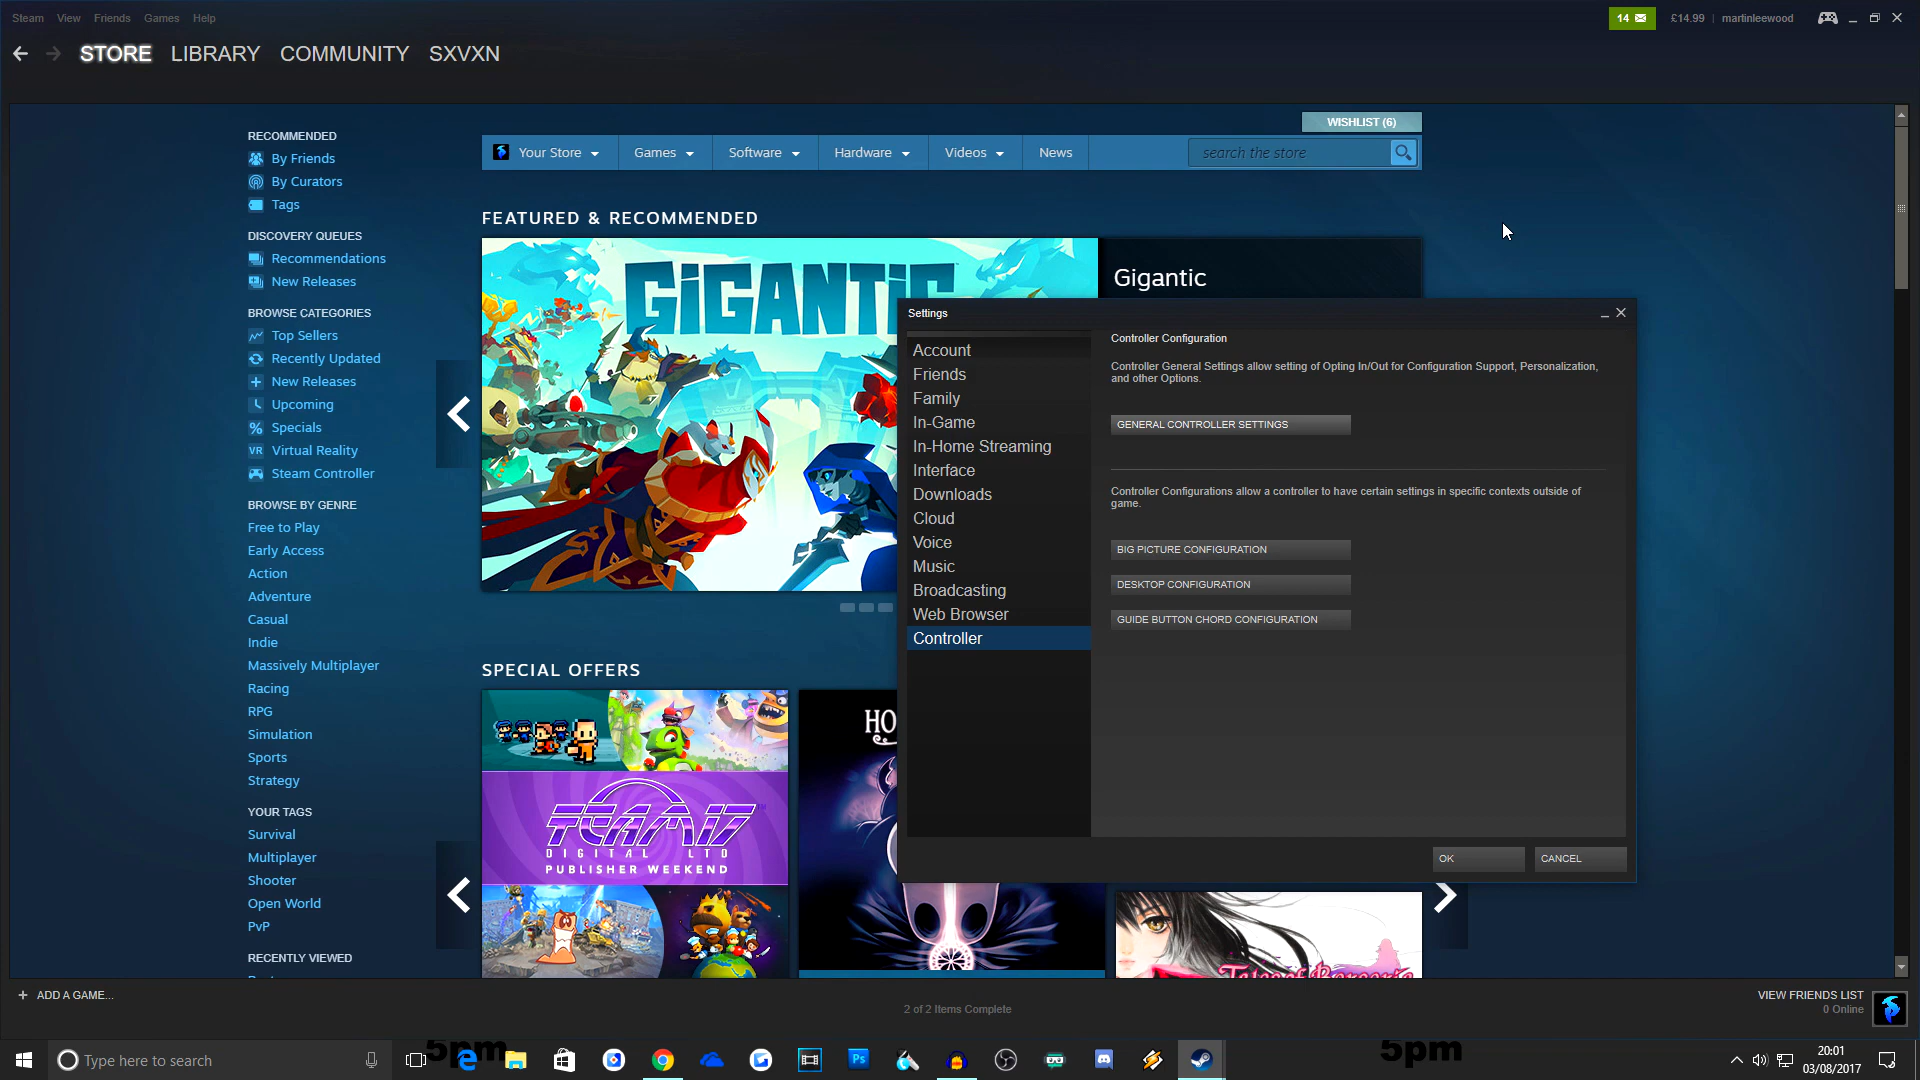 Steam View Friends Games Help
14 £14.99 | martinleewood
STORE LIBRARY COMMUNITY SXVXN
WISHLIST (6)
Your Store Games Software Hardware Videos News search the store
RECOMMENDED
By Friends
By Curators
Tags
DISCOVERY QUEUES
Recommendations
New Releases
BROWSE CATEGORIES
Top Sellers
Recently Updated
New Releases
Upcoming
% Specials
VR Virtual Reality
Steam Controller
BROWSE BY GENRE
Free to Play
Early Access
Action
Adventure
Casual
Indie
Massively Multiplayer
Racing
RPG
Simulation
Sports
Strategy
YOUR TAGS
Survival
Multiplayer
Shooter
Open World
PvP
RECENTLY VIEWED
FEATURED & RECOMMENDED
GIGANTIC
Gigantic
SPECIAL OFFERS
TEAM17
DIGITAL LTD
PUBLISHER WEEKEND
HO
Tales of Berseria
Settings
Account
Friends
Family
In-Game
In-Home Streaming
Interface
Downloads
Cloud
Voice
Music
Broadcasting
Web Browser
Controller
Controller Configuration
Controller General Settings allow setting of Opting In/Out for Configuration Support, Personalization,
and other Options.
GENERAL CONTROLLER SETTINGS
Controller Configurations allow a controller to have certain settings in specific contexts outside of
game.
BIG PICTURE CONFIGURATION
DESKTOP CONFIGURATION
GUIDE BUTTON CHORD CONFIGURATION
OK CANCEL
+ ADD A GAME...
2 of 2 Items Complete
VIEW FRIENDS LIST
0 Online
Type here to search
5pm
Ps
5pm
20:01
03/08/2017